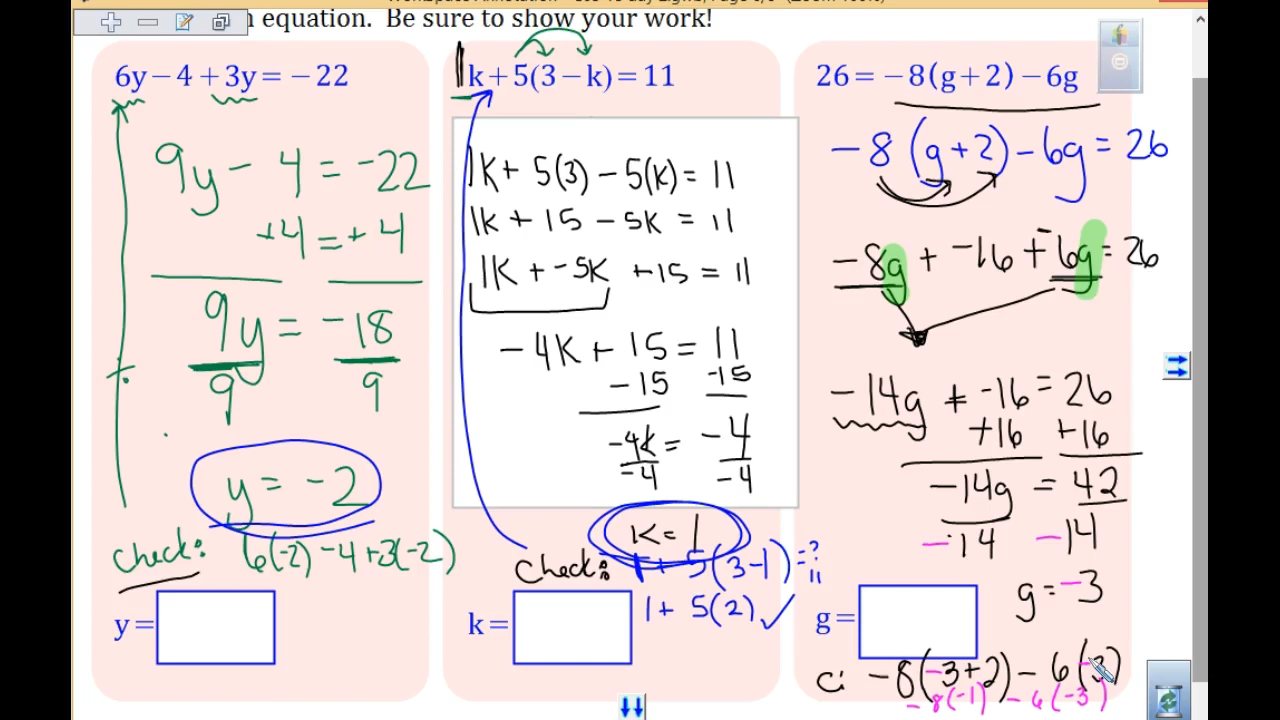 an equation. Be sure to show your work!
6y − 4 + 3y = − 22
9y − 4 = -22
+4 = + 4
9y = -18
9 9
y = -2
Check: 6(-2) - 4 + 3(-2)
y =
1k + 5(3 − k) = 11
1k + 5(3) − 5(k) = 11
1k + 15 − 5k = 11
1k + -5k + 15 = 11
-4k + 15 = 11
-15 -15
-4k = -4
-4 -4
k = 1
Check: 1 + 5(3-1) =? 11
1 + 5(2) ✓
k =
26 = − 8(g + 2) − 6g
-8(g+2) - 6g = 26
-8g + -16 + -6g = 26
-14g + -16 = 26
+16 +16
-14g = 42
-14 -14
g = -3
g =
C: -8(-3+2) - 6(-3)
-8(-1) - 6(-3)